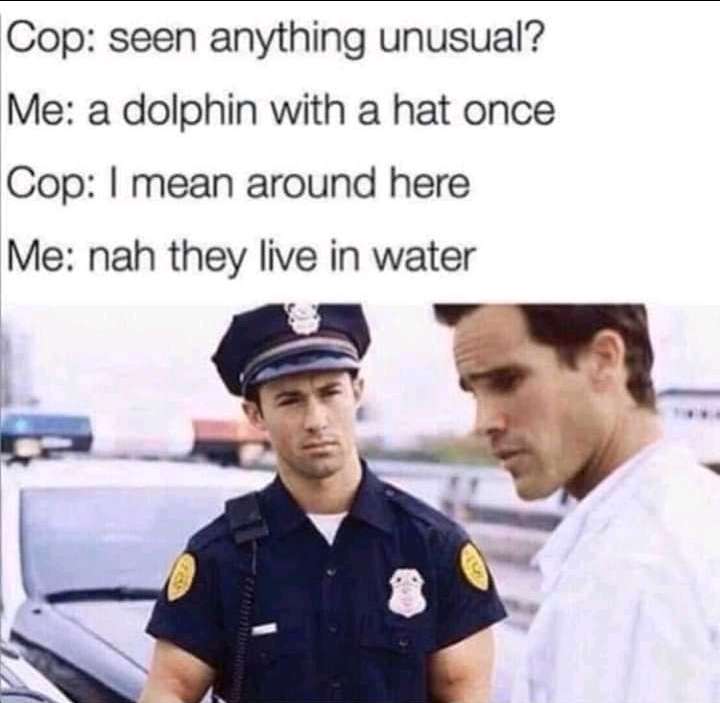 Cop: seen anything unusual?
Me: a dolphin with a hat once
Cop: I mean around here
Me: nah they live in water